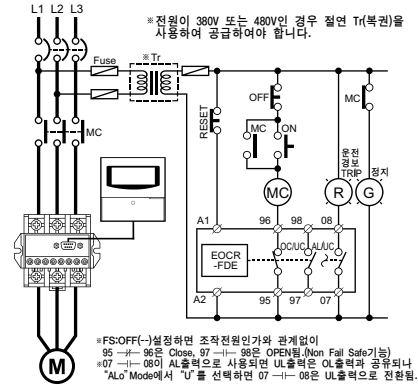 L1 L2 L3
※전원이 380V 또는 480V인 경우 절연 Tr(복권)을
사용하여 공급하여야 합니다.
Fuse
※Tr
RESET
OFF
MC
MC
MC ON
운전
경보
TRIP
정지
MC
R
G
A1
96 98 08
EOCR
-FDE
OC/UC
AL/UC
A2
95 97 07
M
※FS:OFF(--)설정하면 조작전원인가와 관계없이
95 96은 Close, 97 98은 OPEN됨.(Non Fail Safe기능)
※07 08이 AL출력으로 사용되면 UL출력은 OL출력과 공유되나
"ALo"Mode에서 "U"를 선택하면 07 08은 UL출력으로 전환됨.